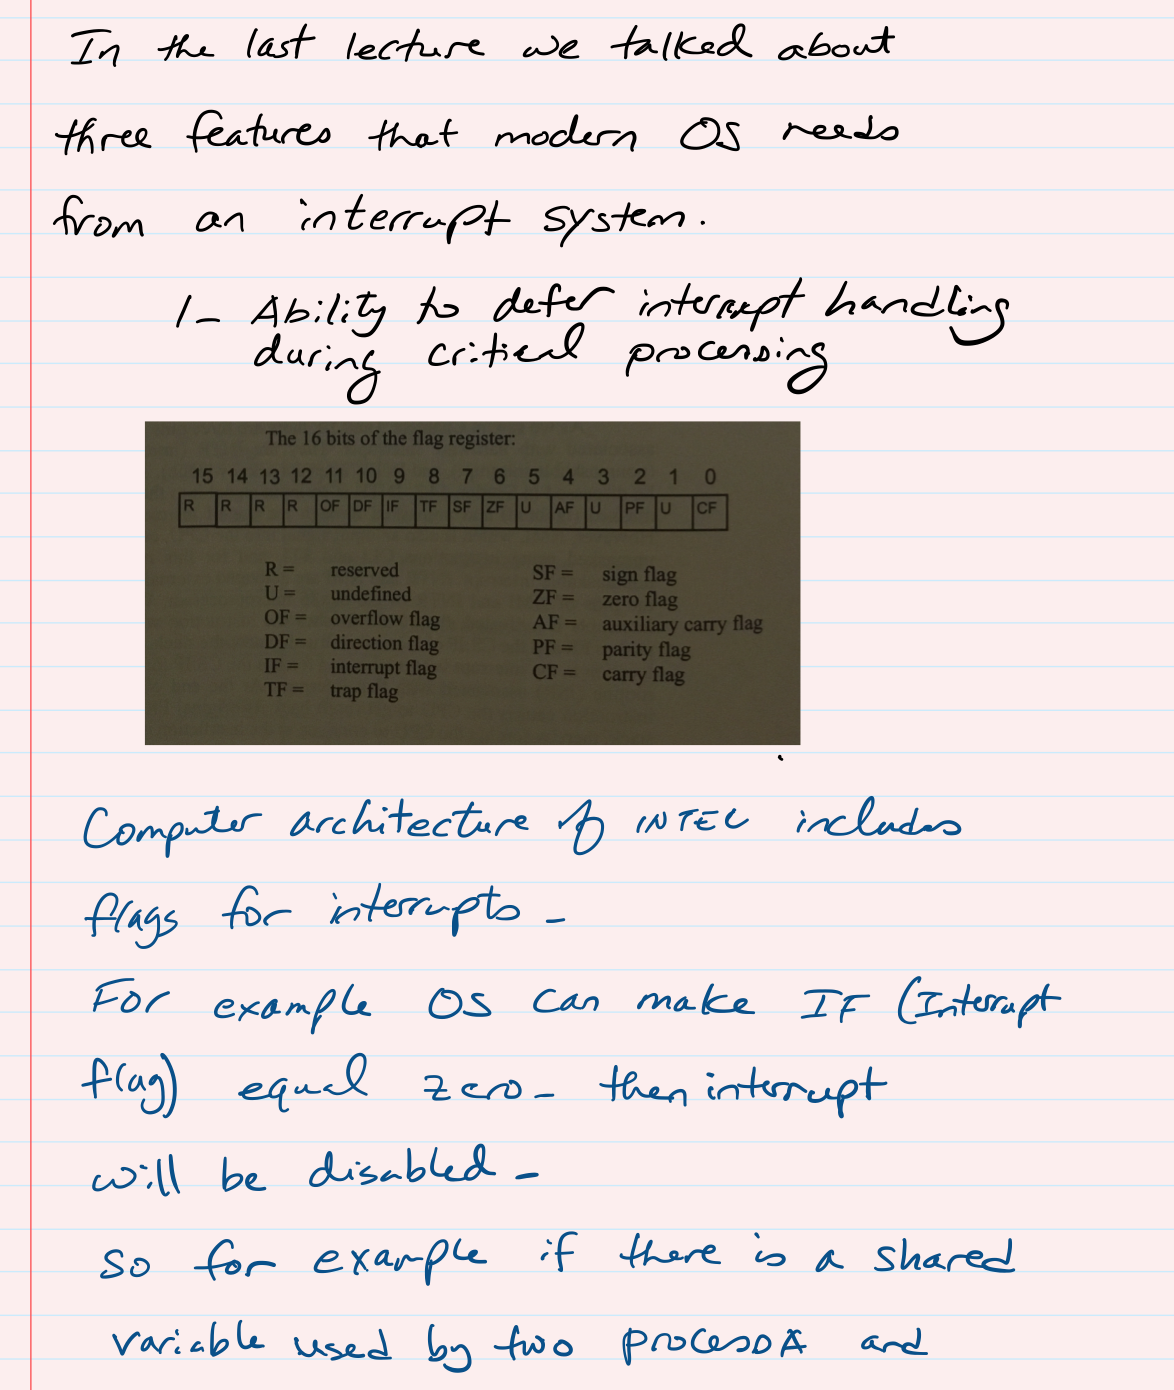 In the last lecture we talked about
three features that modern OS needs
from an interrupt system.
1- Ability to defer interrupt handling
during critical processing
The 16 bits of the flag register:
15 14 13 12 11 10 9 8 7 6 5 4 3 2 1 0
R R R R OF DF IF TF SF ZF U AF U PF U CF
R = reserved SF = sign flag
U = undefined ZF = zero flag
OF = overflow flag AF = auxiliary carry flag
DF = direction flag PF = parity flag
IF = interrupt flag CF = carry flag
TF = trap flag
Computer architecture of INTEL includes
flags for interrupts -
For example OS can make IF (Interrupt
flag) equal zero - then interrupt
will be disabled -
so for example if there is a shared
variable used by two process A and